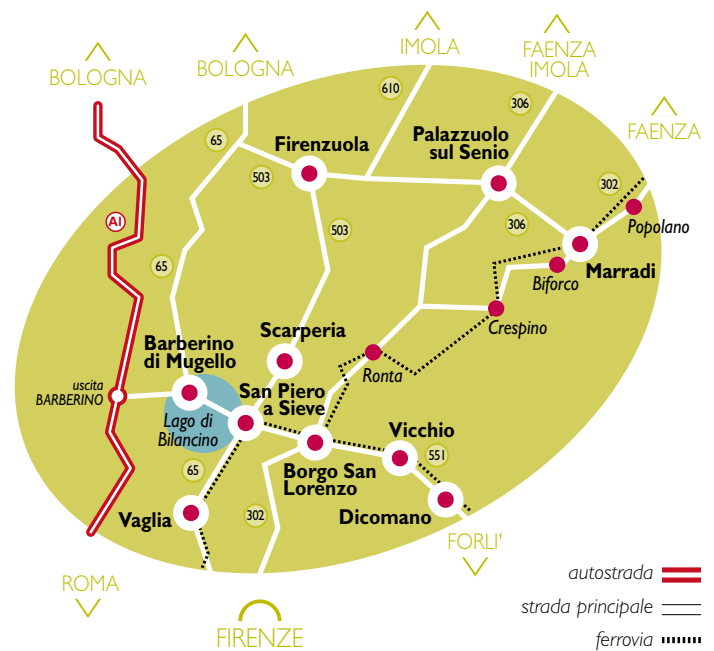 IMOLA
FAENZA
IMOLA
BOLOGNA
BOLOGNA
610
306
FAENZA
65
Firenzuola
Palazzuolo
sul Senio
503
302
AI
503
306
Popolano
65
Biforco
Marradi
Crespino
Scarperia
Barberino
di Mugello
Ronta
uscita
BARBERINO
San Piero
a Sieve
Lago di
Bilancino
Vicchio
65
551
Borgo San
Lorenzo
302
Vaglia
Dicomano
FORLI'
ROMA
FIRENZE
autostrada
strada principale
ferrovia